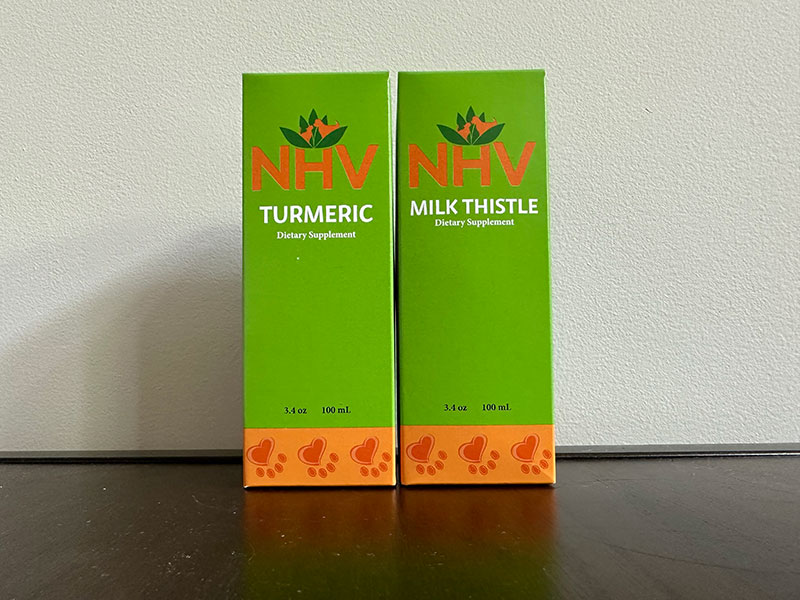 NHV
TURMERIC
Dietary Supplement
3.4 oz 100 mL
NHV
MILK THISTLE
Dietary Supplement
3.4 oz 100 mL